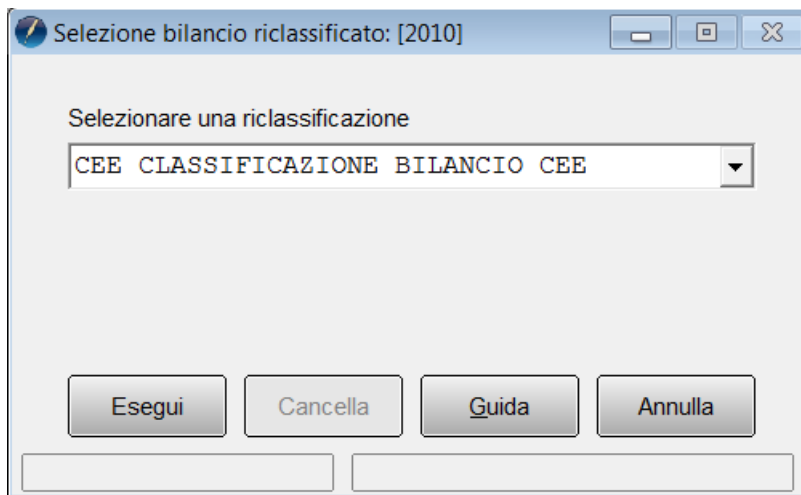 Selezione bilancio riclassificato: [2010]
Selezionare una riclassificazione
CEE CLASSIFICAZIONE BILANCIO CEE
Esegui Cancella Guida Annulla